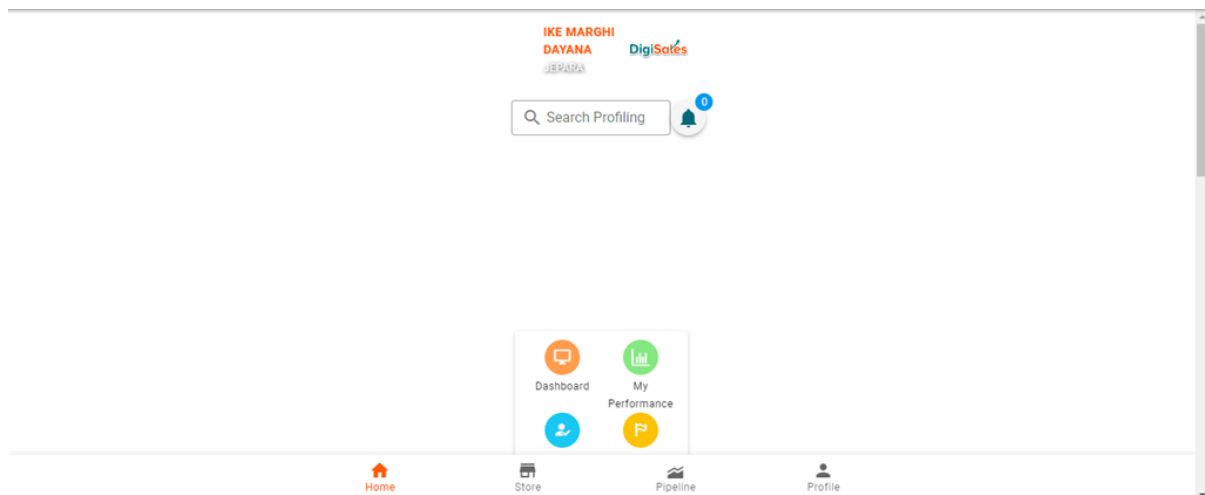 IKE MARGHI
DAYANA
JEPARA
DigiSales
Search Profiling
0
Dashboard
My
Performance
Home
Store
Pipeline
Profile